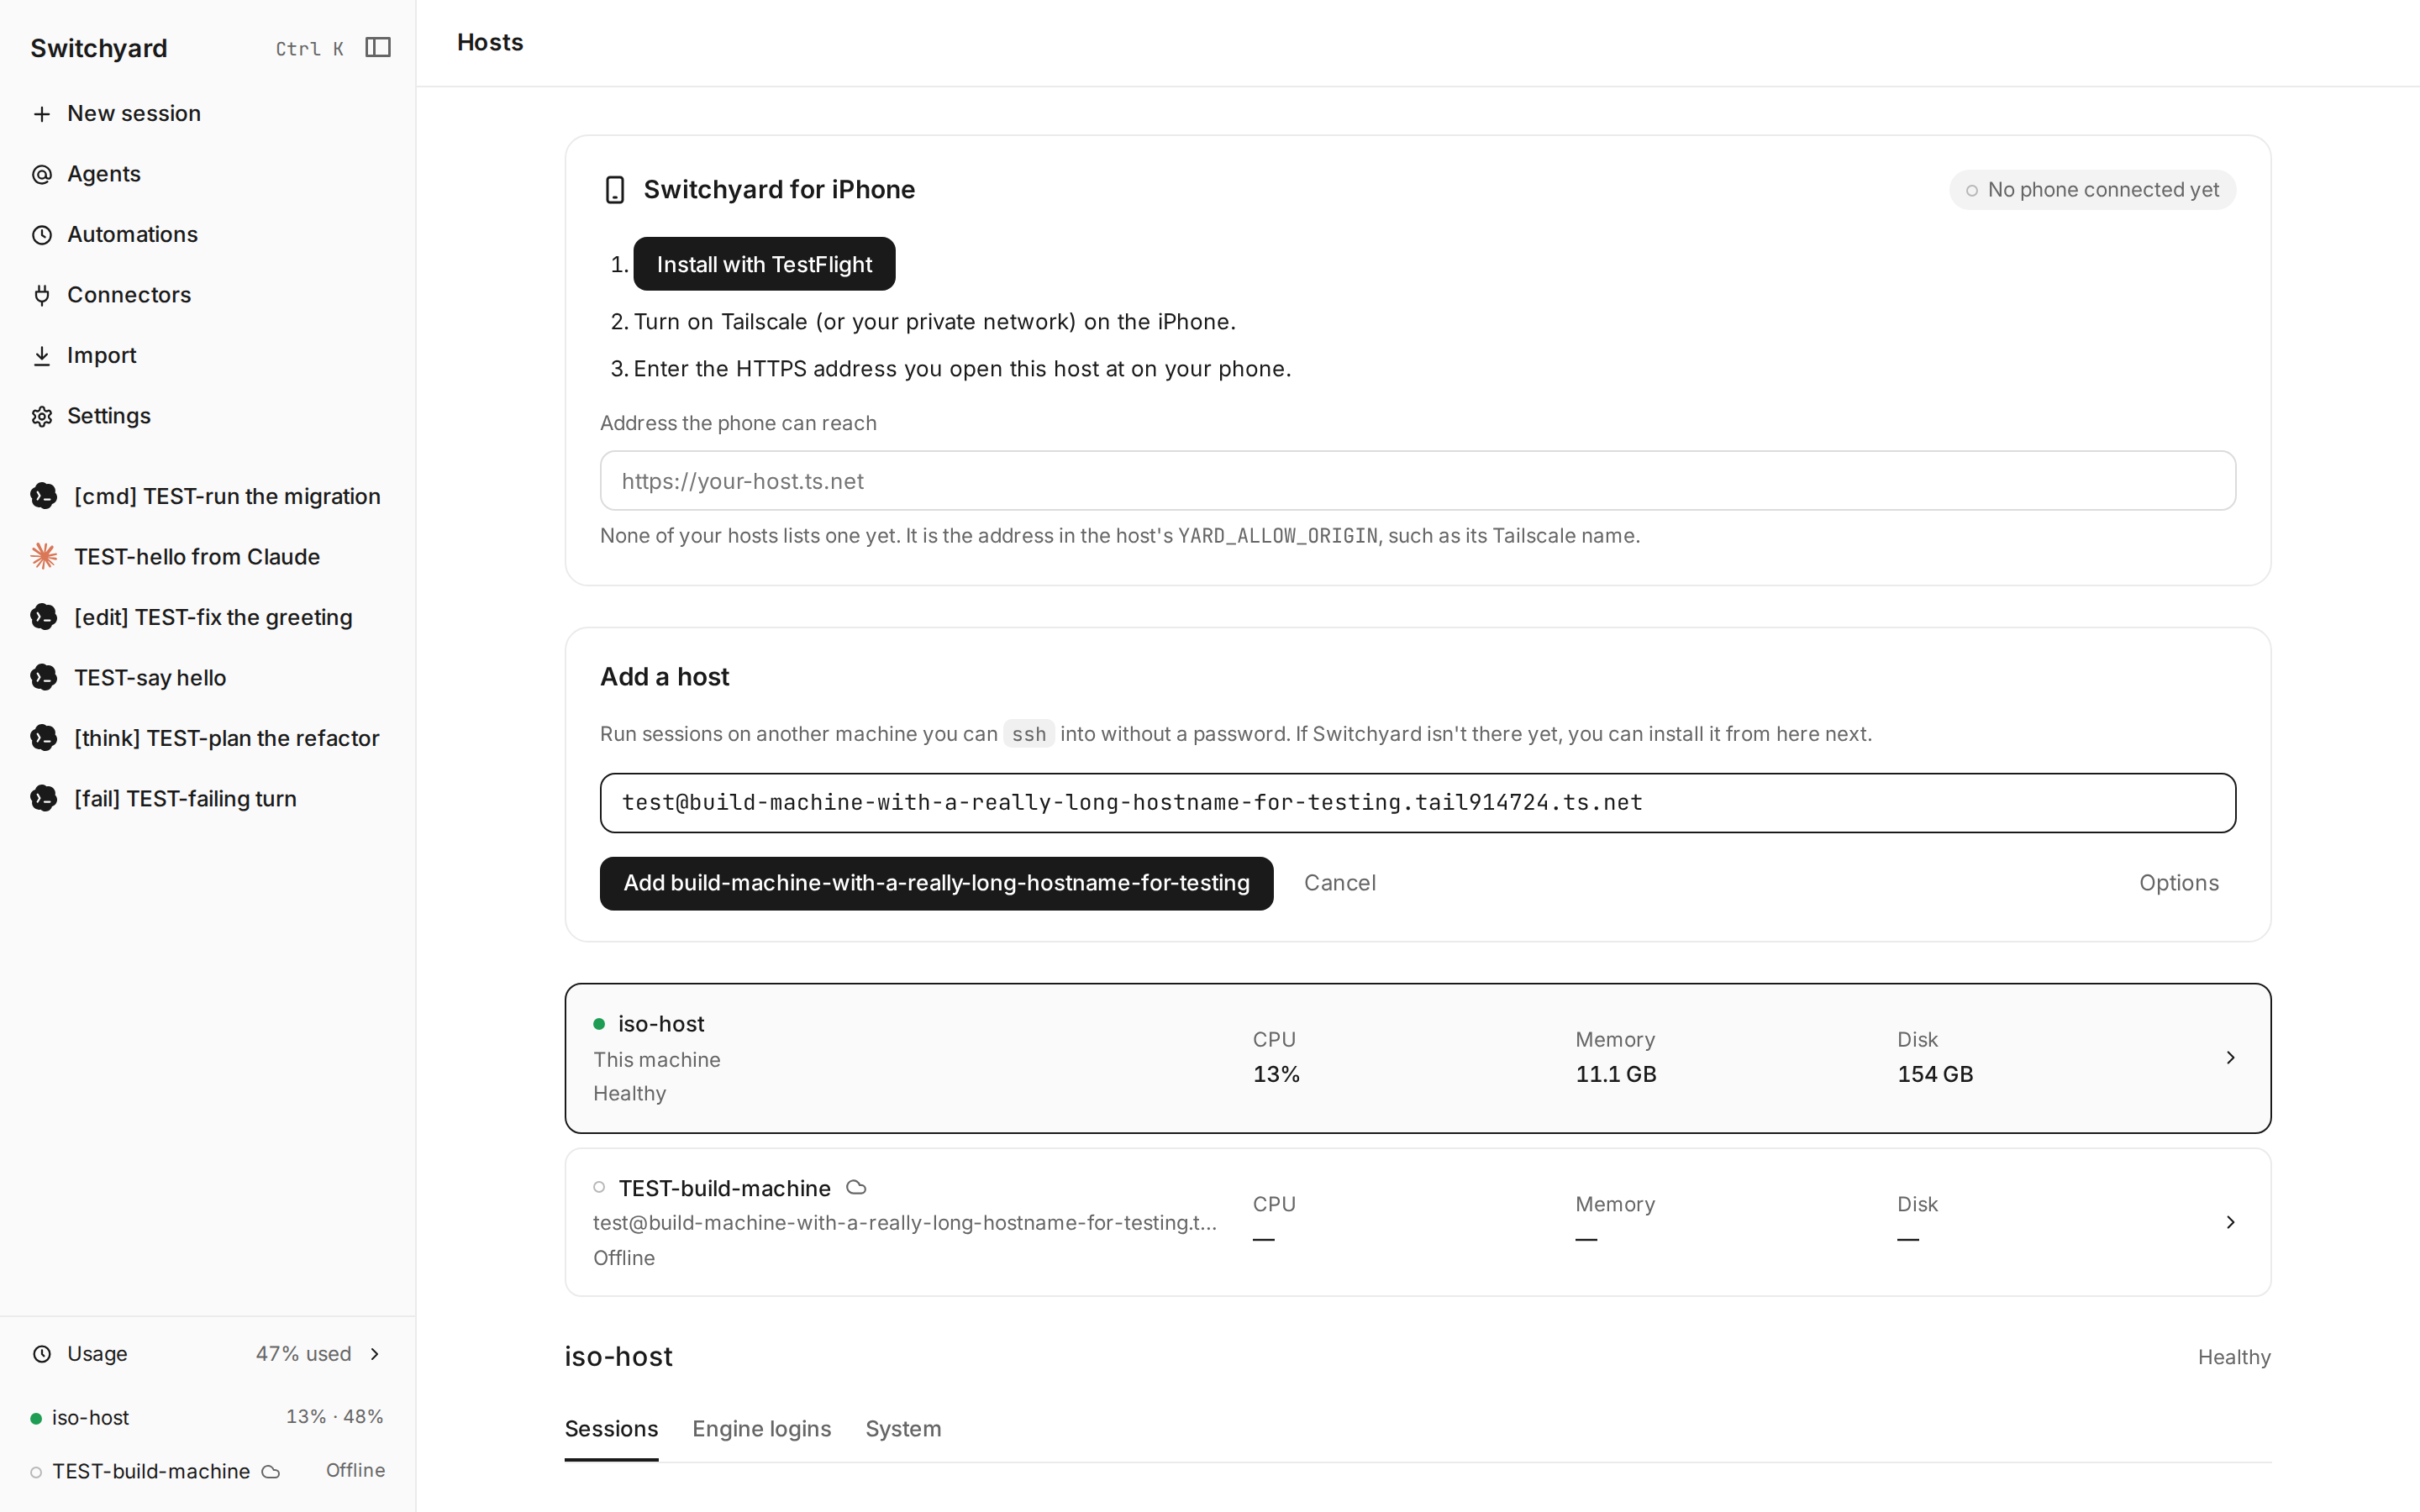 Switchyard
Ctrl K
New session
Agents
Automations
Connectors
Import
Settings
[cmd] TEST-run the migration
TEST-hello from Claude
[edit] TEST-fix the greeting
TEST-say hello
[think] TEST-plan the refactor
[fail] TEST-failing turn
Usage 47% used
iso-host 13% · 48%
TEST-build-machine Offline
Hosts
Switchyard for iPhone
No phone connected yet
1. Install with TestFlight
2. Turn on Tailscale (or your private network) on the iPhone.
3. Enter the HTTPS address you open this host at on your phone.
Address the phone can reach
https://your-host.ts.net
None of your hosts lists one yet. It is the address in the host's YARD_ALLOW_ORIGIN, such as its Tailscale name.
Add a host
Run sessions on another machine you can ssh into without a password. If Switchyard isn't there yet, you can install it from here next.
test@build-machine-with-a-really-long-hostname-for-testing.tail914724.ts.net
Add build-machine-with-a-really-long-hostname-for-testing Cancel Options
iso-host
This machine
Healthy
CPU
13%
Memory
11.1 GB
Disk
154 GB
TEST-build-machine
test@build-machine-with-a-really-long-hostname-for-testing.t...
Offline
CPU
—
Memory
—
Disk
—
iso-host Healthy
Sessions Engine logins System